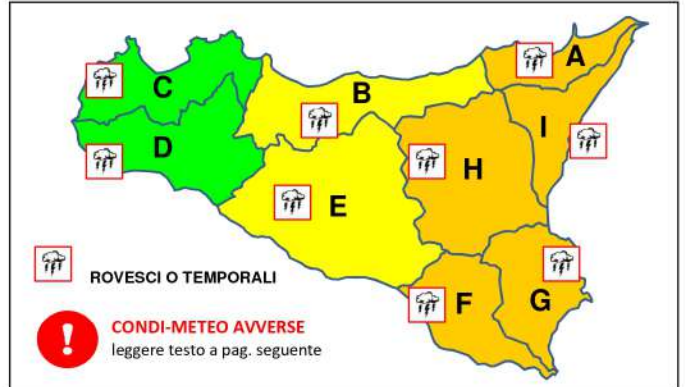 A
C
B
I
D
H
E
F
G
ROVESCI O TEMPORALI
CONDI-METEO AVVERSE
leggere testo a pag. seguente